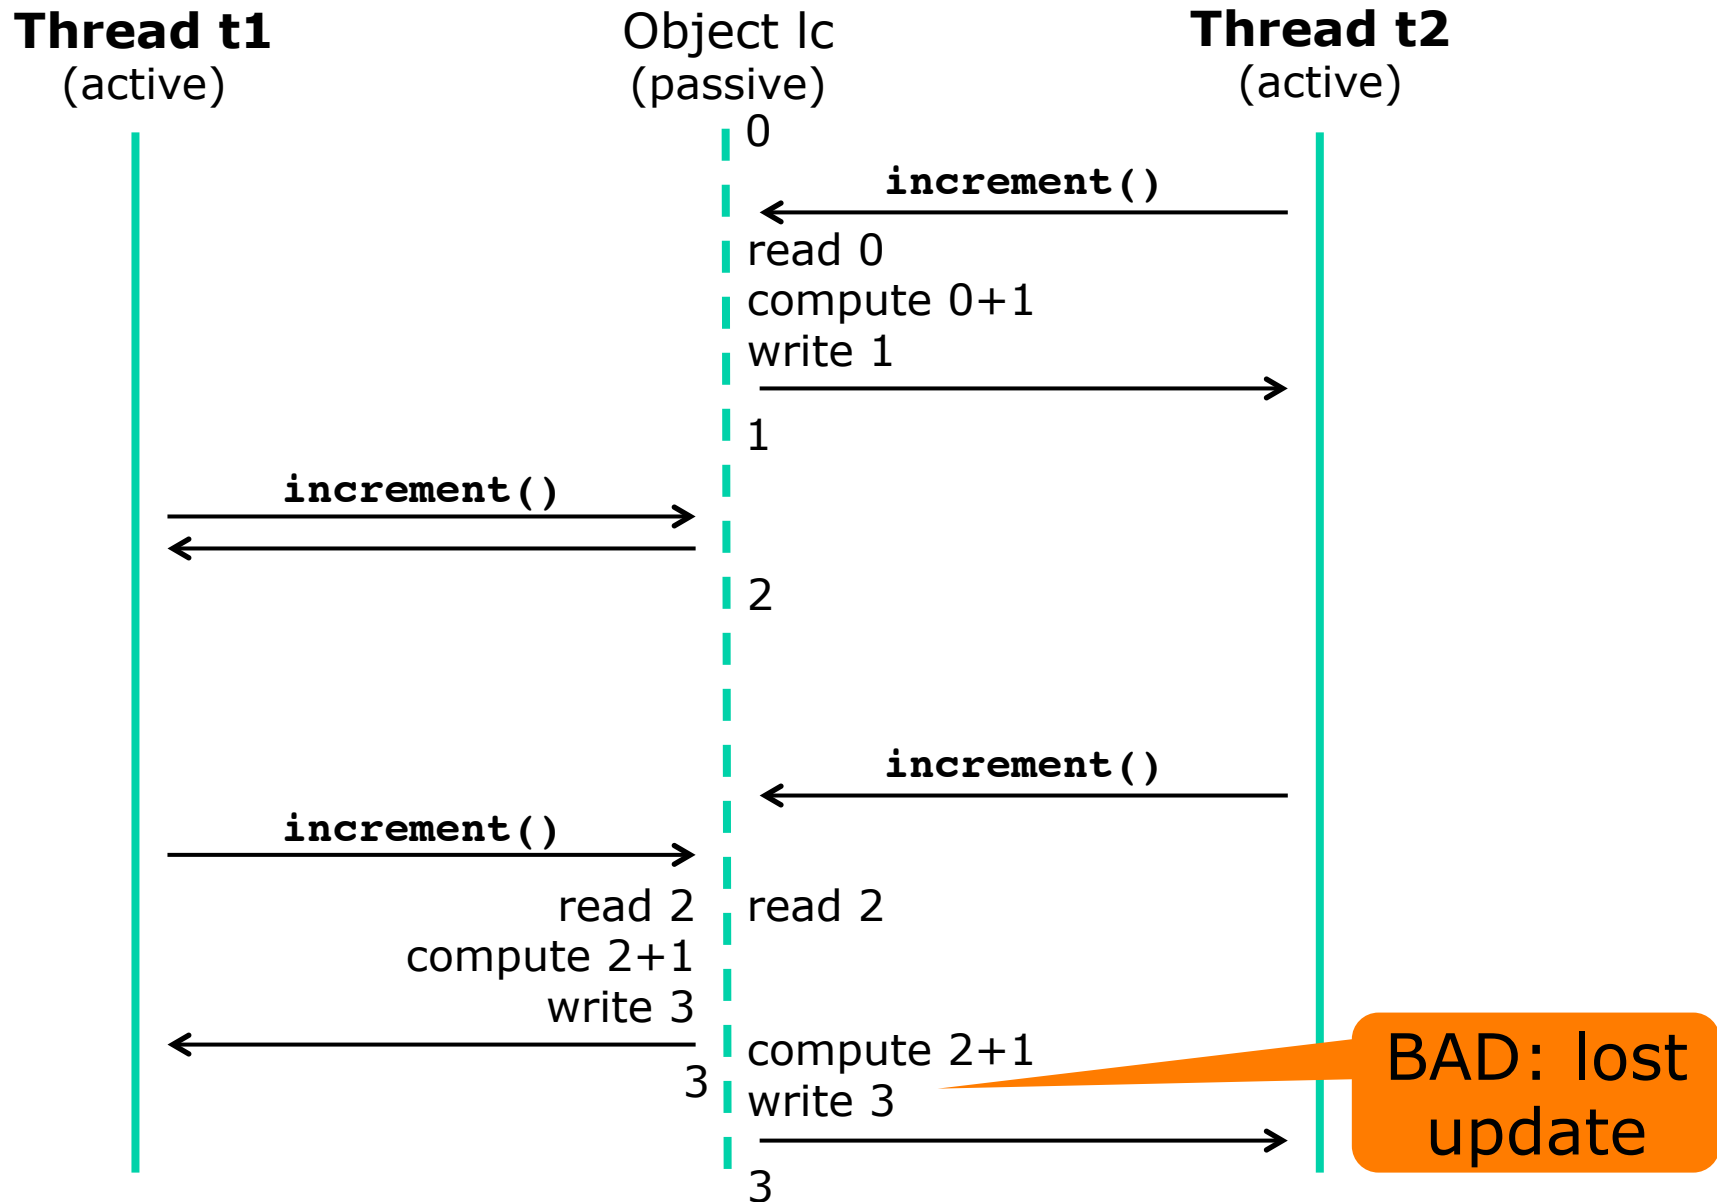 Thread t1
(active)
Object lc
(passive)
Thread t2
(active)
0
increment()
read 0
compute 0+1
write 1
1
increment()
2
increment()
increment()
read 2
compute 2+1
write 3
read 2
3
compute 2+1
write 3
BAD: lost
update
3